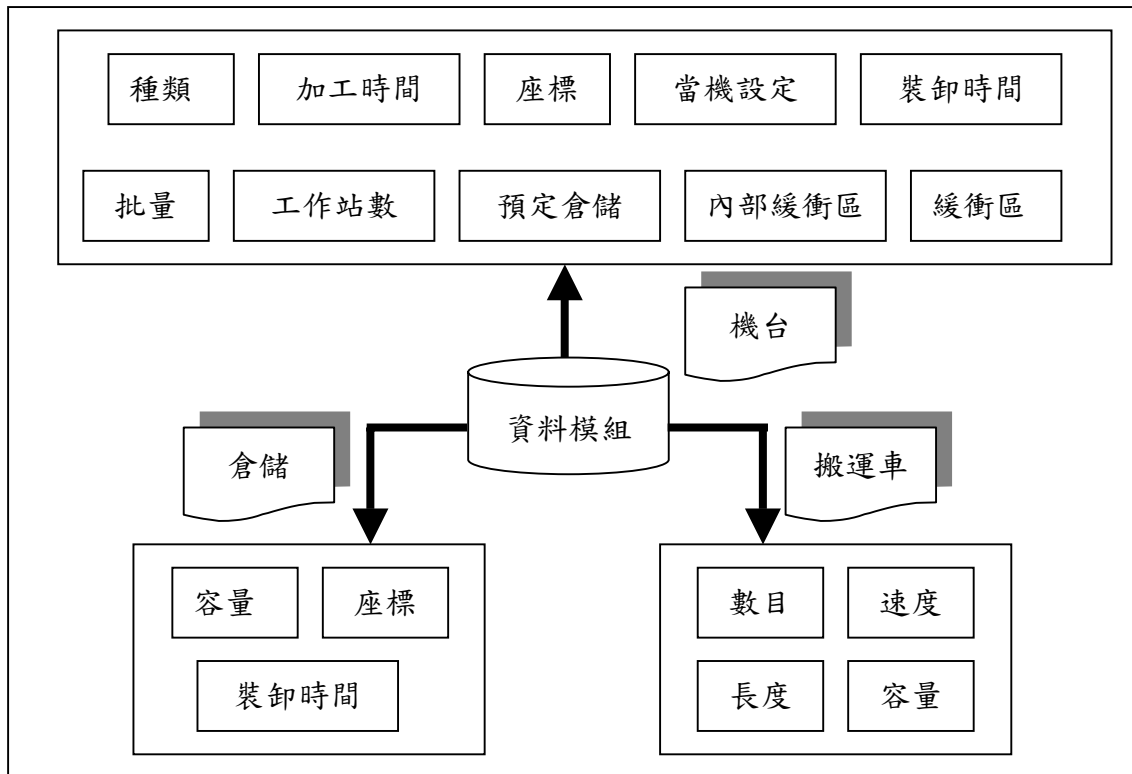 種類 加工時間 座標 當機設定 裝卸時間
批量 工作站數 預定倉儲 內部緩衝區 緩衝區
機台
資料模組
倉儲 搬運車
容量 座標 數目 速度
裝卸時間 長度 容量